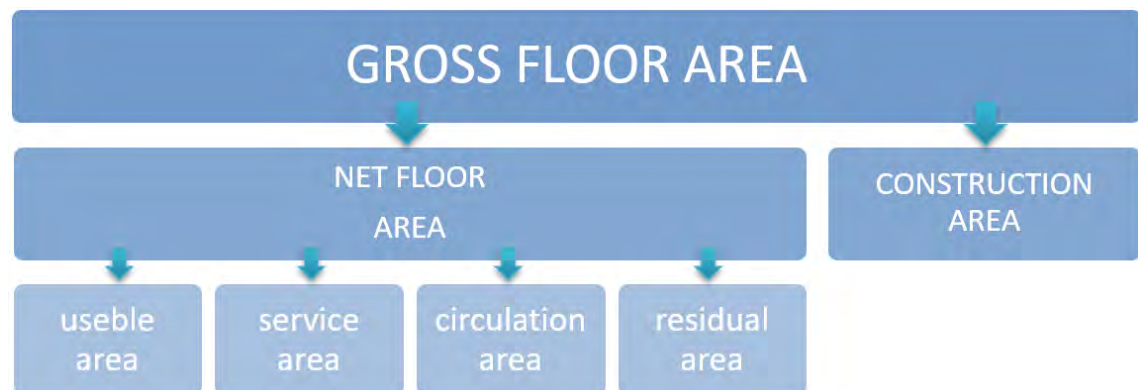 GROSS FLOOR AREA
NET FLOOR
AREA
CONSTRUCTION
AREA
useble
area
service
area
circulation
area
residual
area